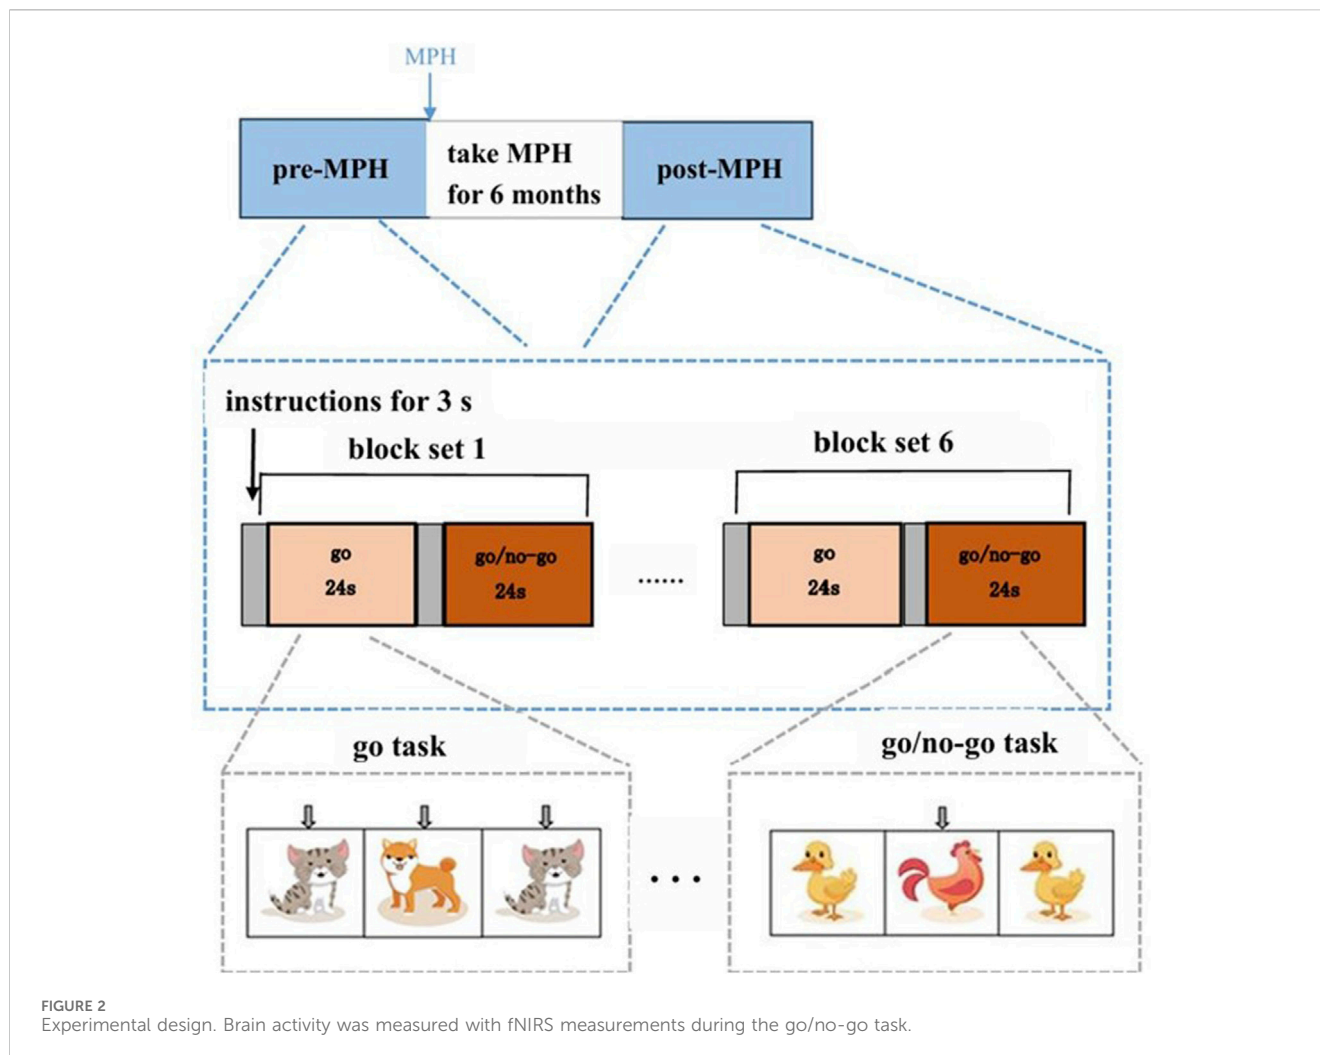 MPH
pre-MPH
take MPH
for 6 months
post-MPH
instructions for 3 s
block set 1
block set 6
go
24s
go/no-go
24s
......
go
24s
go/no-go
24s
go task
go/no-go task
...
FIGURE 2
Experimental design. Brain activity was measured with fNIRS measurements during the go/no-go task.